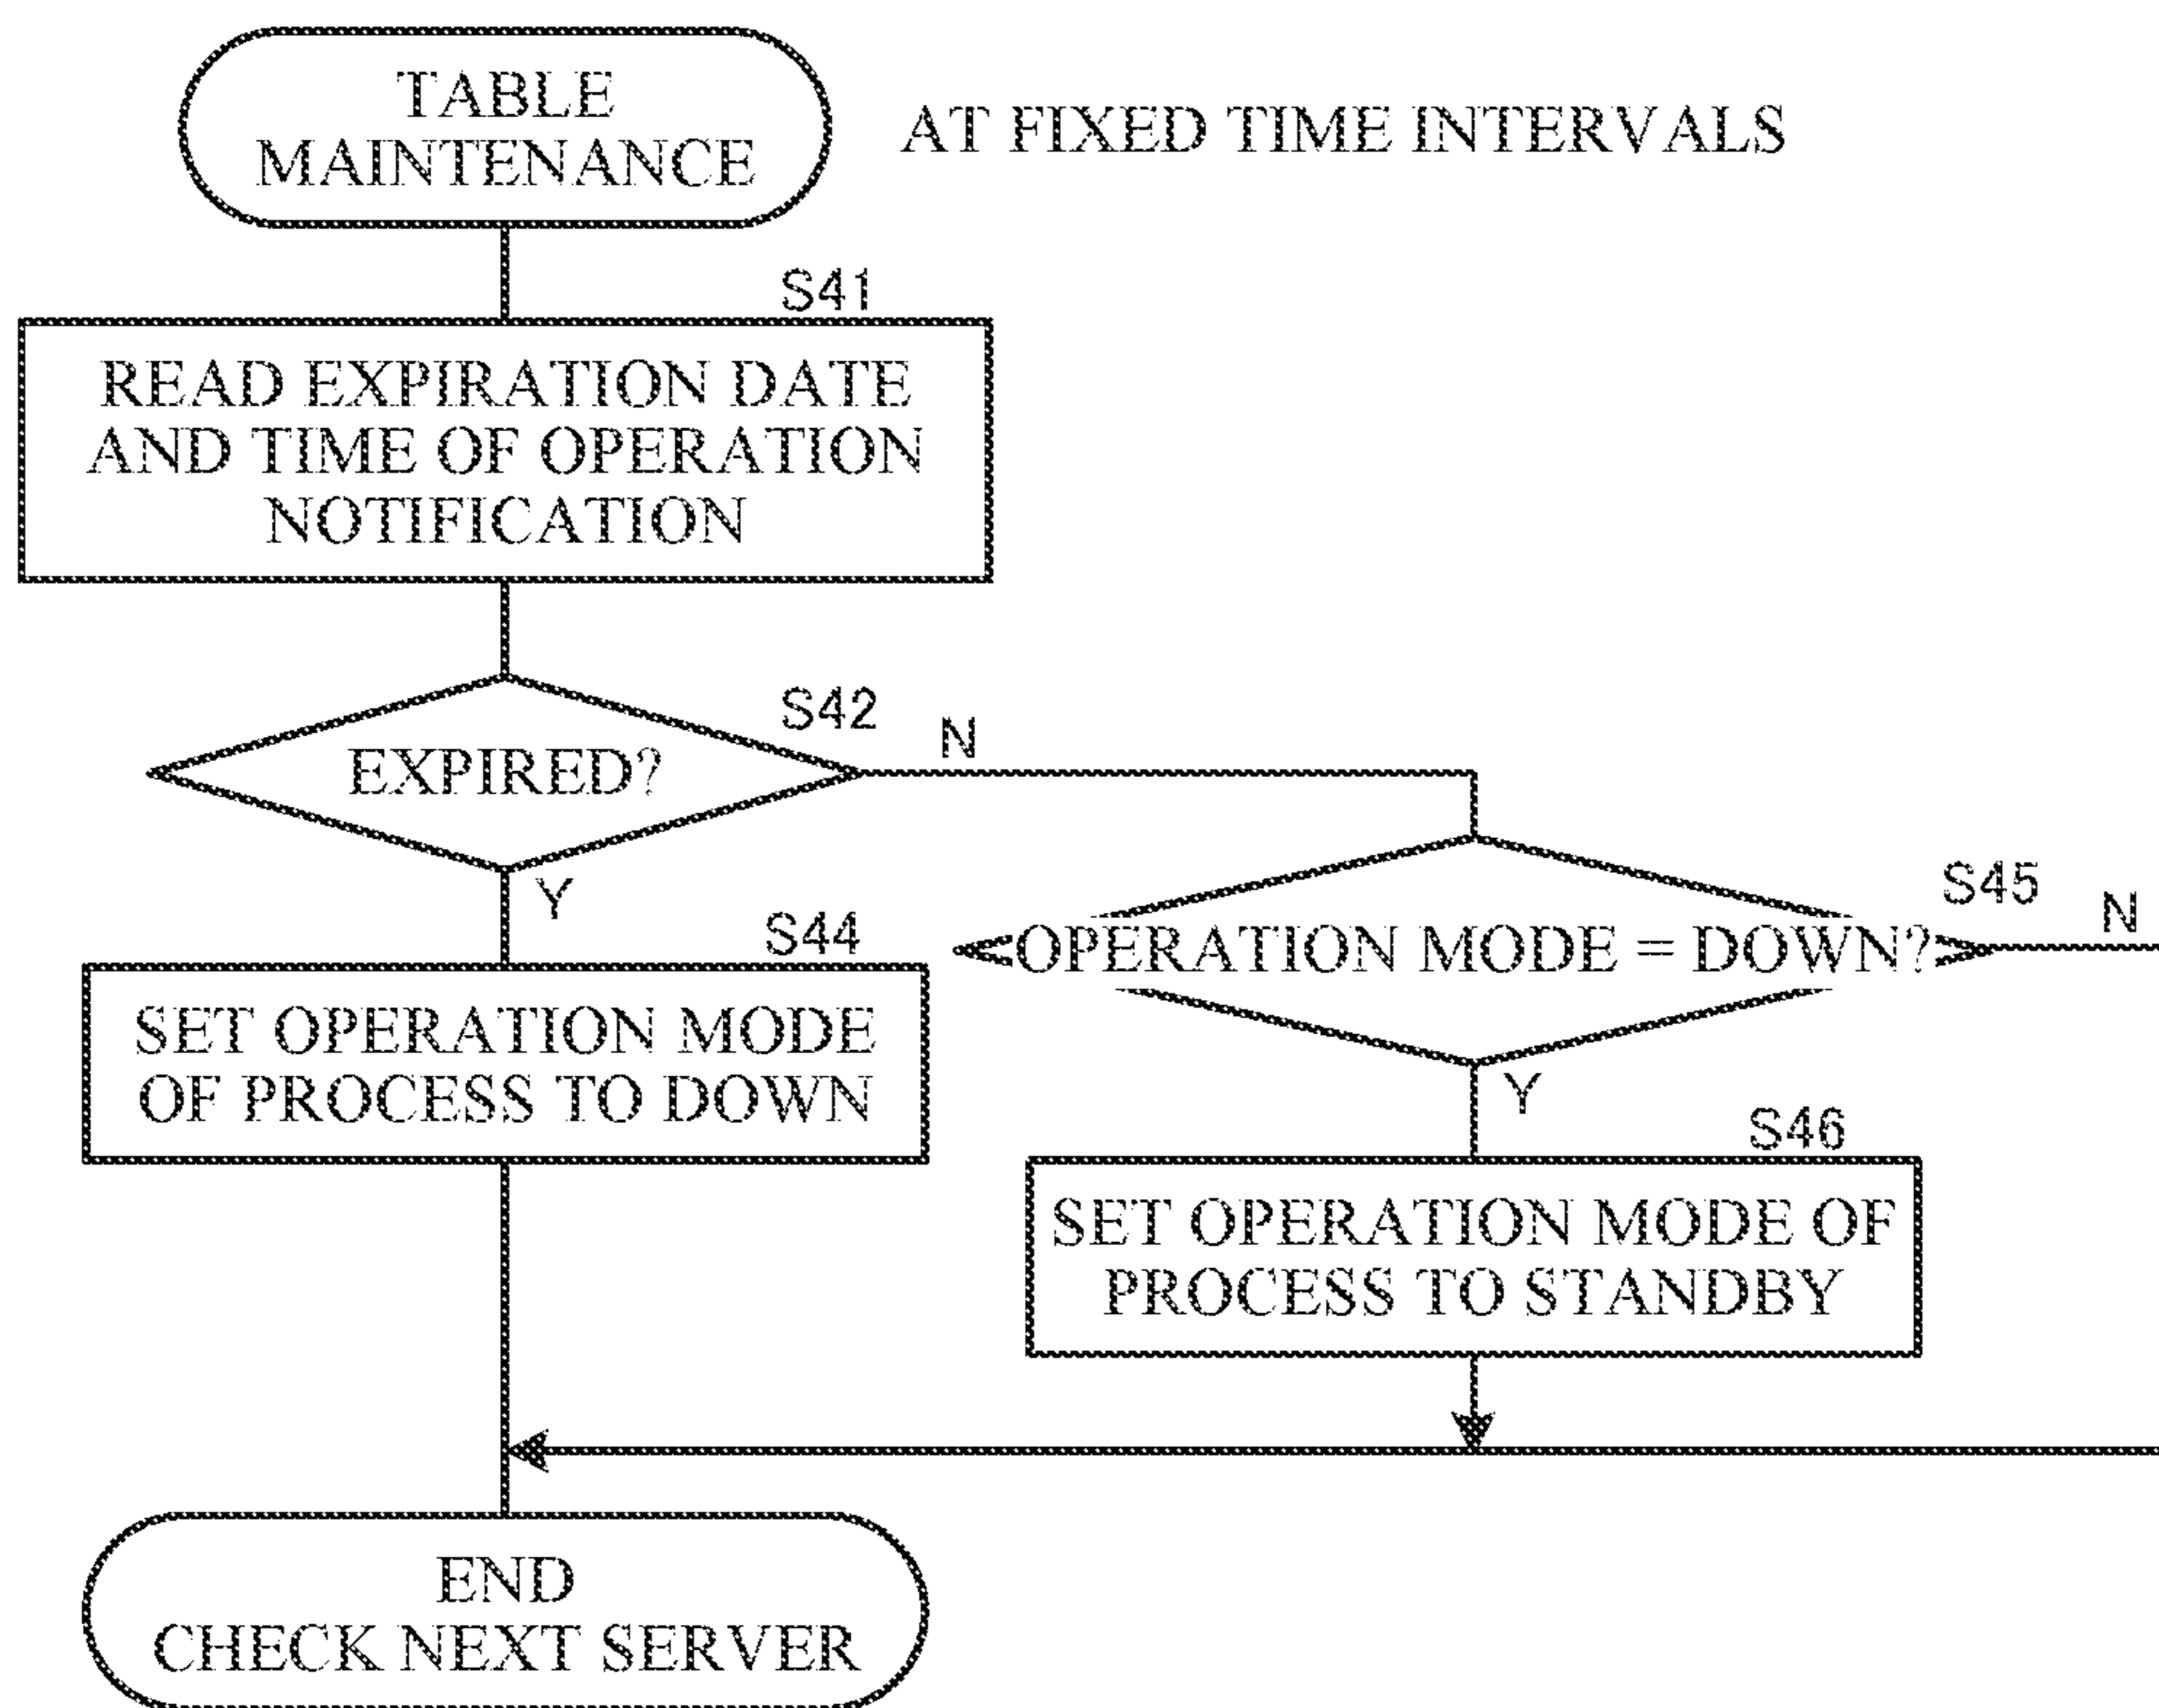 TABLE
MAINTENANCE
AT FIXED TIME INTERVALS
S41
READ EXPIRATION DATE
AND TIME OF OPERATION
NOTIFICATION
S42
N
EXPIRED?
Y
S45
N
OPERATION MODE = DOWN?
S44
SET OPERATION MODE
OF PROCESS TO DOWN
Y
S46
SET OPERATION MODE OF
PROCESS TO STANDBY
END
CHECK NEXT SERVER